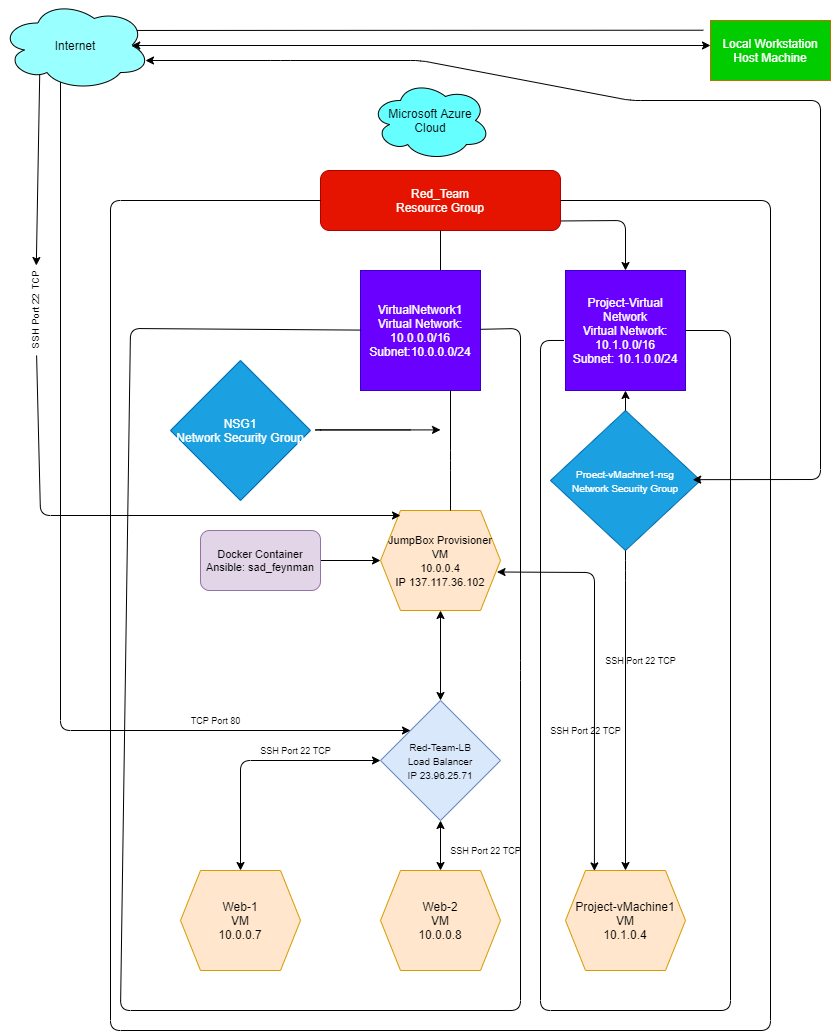 Internet
Local Workstation
Host Machine
Microsoft Azure
Cloud
Red_Team
Resource Group
SSH Port 22 TCP
VirtualNetwork1
Virtual Network:
10.0.0.0/16
Subnet:10.0.0.0/24
Project-Virtual
Network
Virtual Network:
10.1.0.0/16
Subnet: 10.1.0.0/24
NSG1
Network Security Group
Proect-vMachne1-nsg
Network Security Group
Docker Container
Ansible: sad_feynman
JumpBox Provisioner
VM
10.0.0.4
IP 137.117.36.102
SSH Port 22 TCP
TCP Port 80
SSH Port 22 TCP
SSH Port 22 TCP
Red-Team-LB
Load Balancer
IP 23.96.25.71
SSH Port 22 TCP
Web-1
VM
10.0.0.7
Web-2
VM
10.0.0.8
Project-vMachine1
VM
10.1.0.4